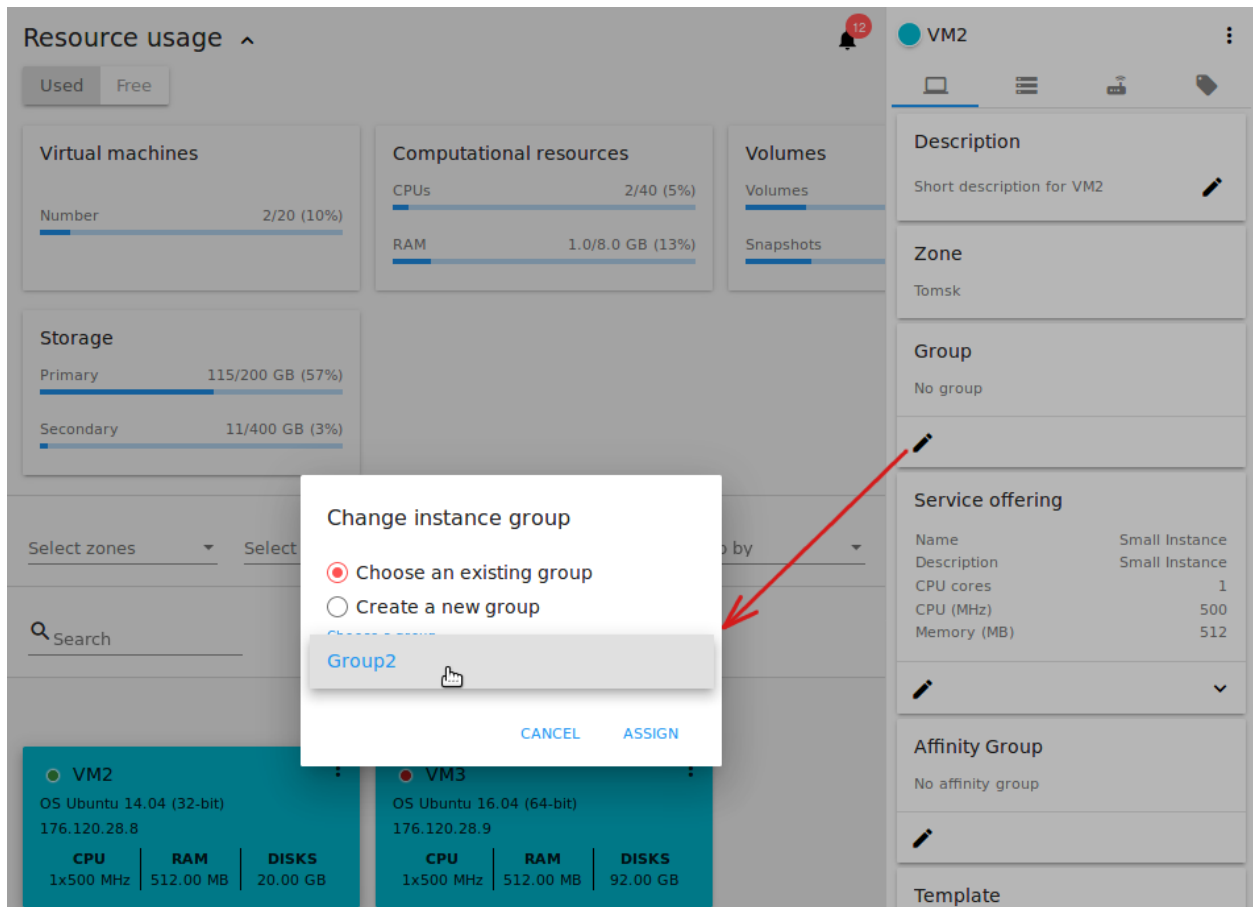 Resource usage
12
Used Free
Virtual machines
Number 2/20 (10%)
Computational resources
CPUs 2/40 (5%)
RAM 1.0/8.0 GB (13%)
Volumes
Volumes
Snapshots
Storage
Primary 115/200 GB (57%)
Secondary 11/400 GB (3%)
Select zones Select by
Search
Change instance group
Choose an existing group
Create a new group
Choose a group
Group2
CANCEL ASSIGN
VM2
OS Ubuntu 14.04 (32-bit)
176.120.28.8
CPU RAM DISKS
1x500 MHz 512.00 MB 20.00 GB
VM3
OS Ubuntu 16.04 (64-bit)
176.120.28.9
CPU RAM DISKS
1x500 MHz 512.00 MB 92.00 GB
VM2
Description
Short description for VM2
Zone
Tomsk
Group
No group
Service offering
Name Small Instance
Description Small Instance
CPU cores 1
CPU (MHz) 500
Memory (MB) 512
Affinity Group
No affinity group
Template